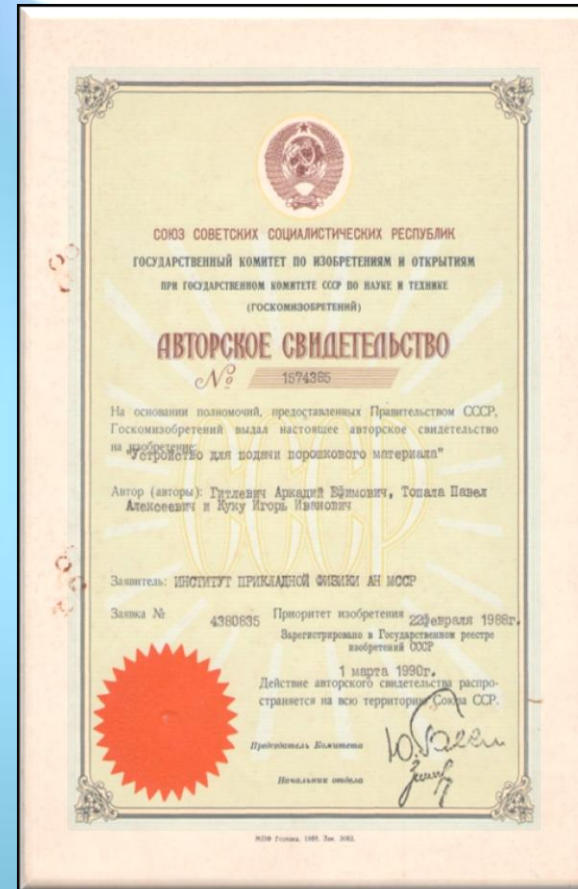 СОЮЗ СОВЕТСКИХ СОЦИАЛИСТИЧЕСКИХ РЕСПУБЛИК
ГОСУДАРСТВЕННЫЙ КОМИТЕТ ПО ИЗОБРЕТЕНИЯМ И ОТКРЫТИЯМ
ПРИ ГОСУДАРСТВЕННОМ КОМИТЕТЕ СССР ПО НАУКЕ И ТЕХНИКЕ
(ГОСКОМИЗОБРЕТЕНИЙ)
АВТОРСКОЕ СВИДЕТЕЛЬСТВО
№ 1574385
На основании полномочий, предоставленных Правительством СССР,
Госкомизобретений выдал настоящее авторское свидетельство
на изобретение:
"Устройство для подачи порошкового материала"
Автор (авторы): Гитлевич Аркадий Ефимович, Топала Павел
Алексеевич и Куку Игорь Иванович
СССР
Заявитель: ИНСТИТУТ ПРИКЛАДНОЙ ФИЗИКИ АН МССР
Заявка № 4380835 Приоритет изобретения 22февраля 1988г.
Зарегистрировано в Государственном реестре
изобретений СССР
1 марта 1990г.
Действие авторского свидетельства распро-
страняется на всю территорию Союза ССР.
Председатель Комитета
Начальник отдела